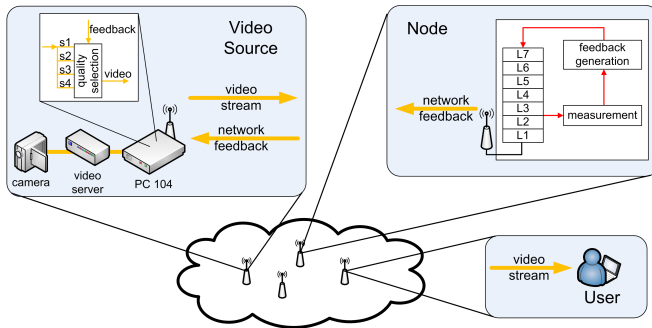 feedback
s1
s2
s3
s4
quality
selection
video
Video
Source
video
stream
network
feedback
camera
video
server
PC 104
Node
network
feedback
L7
L6
L5
L4
L3
L2
L1
feedback
generation
measurement
video
stream
User